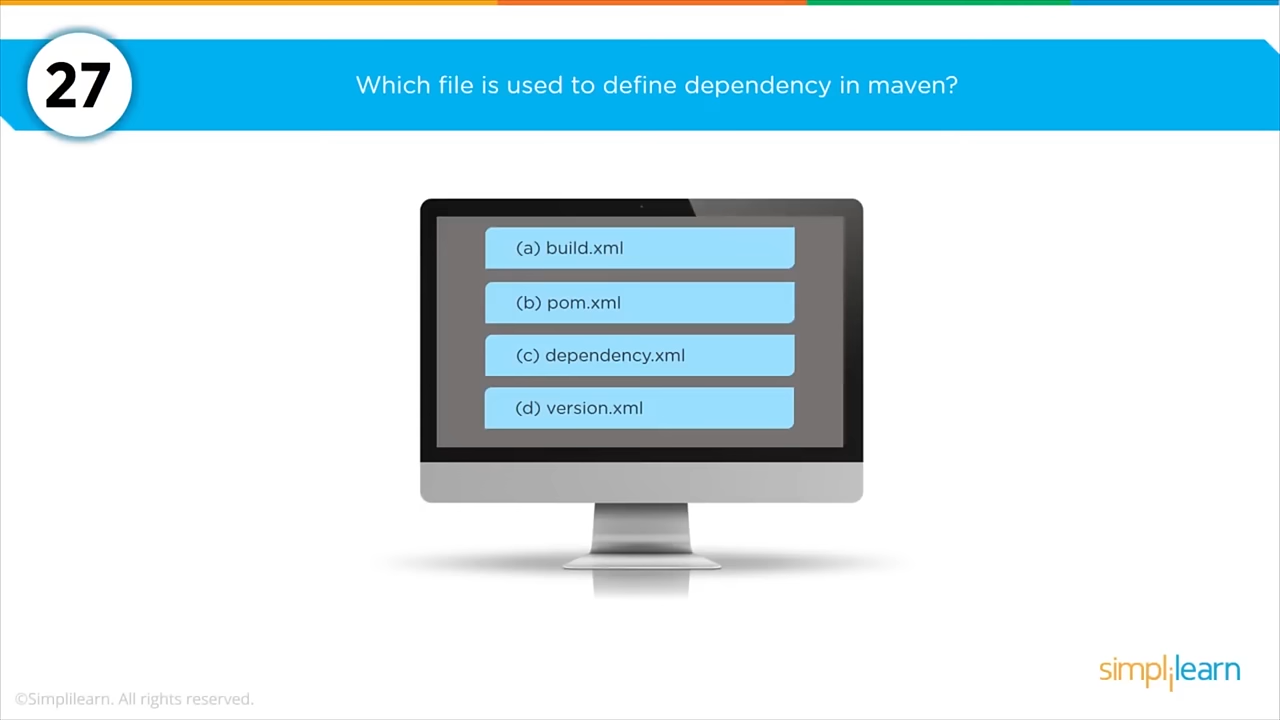 27
Which file is used to define dependency in maven?
(a) build.xml
(b) pom.xml
(c) dependency.xml
(d) version.xml
simplilearn
©Simplilearn. All rights reserved.